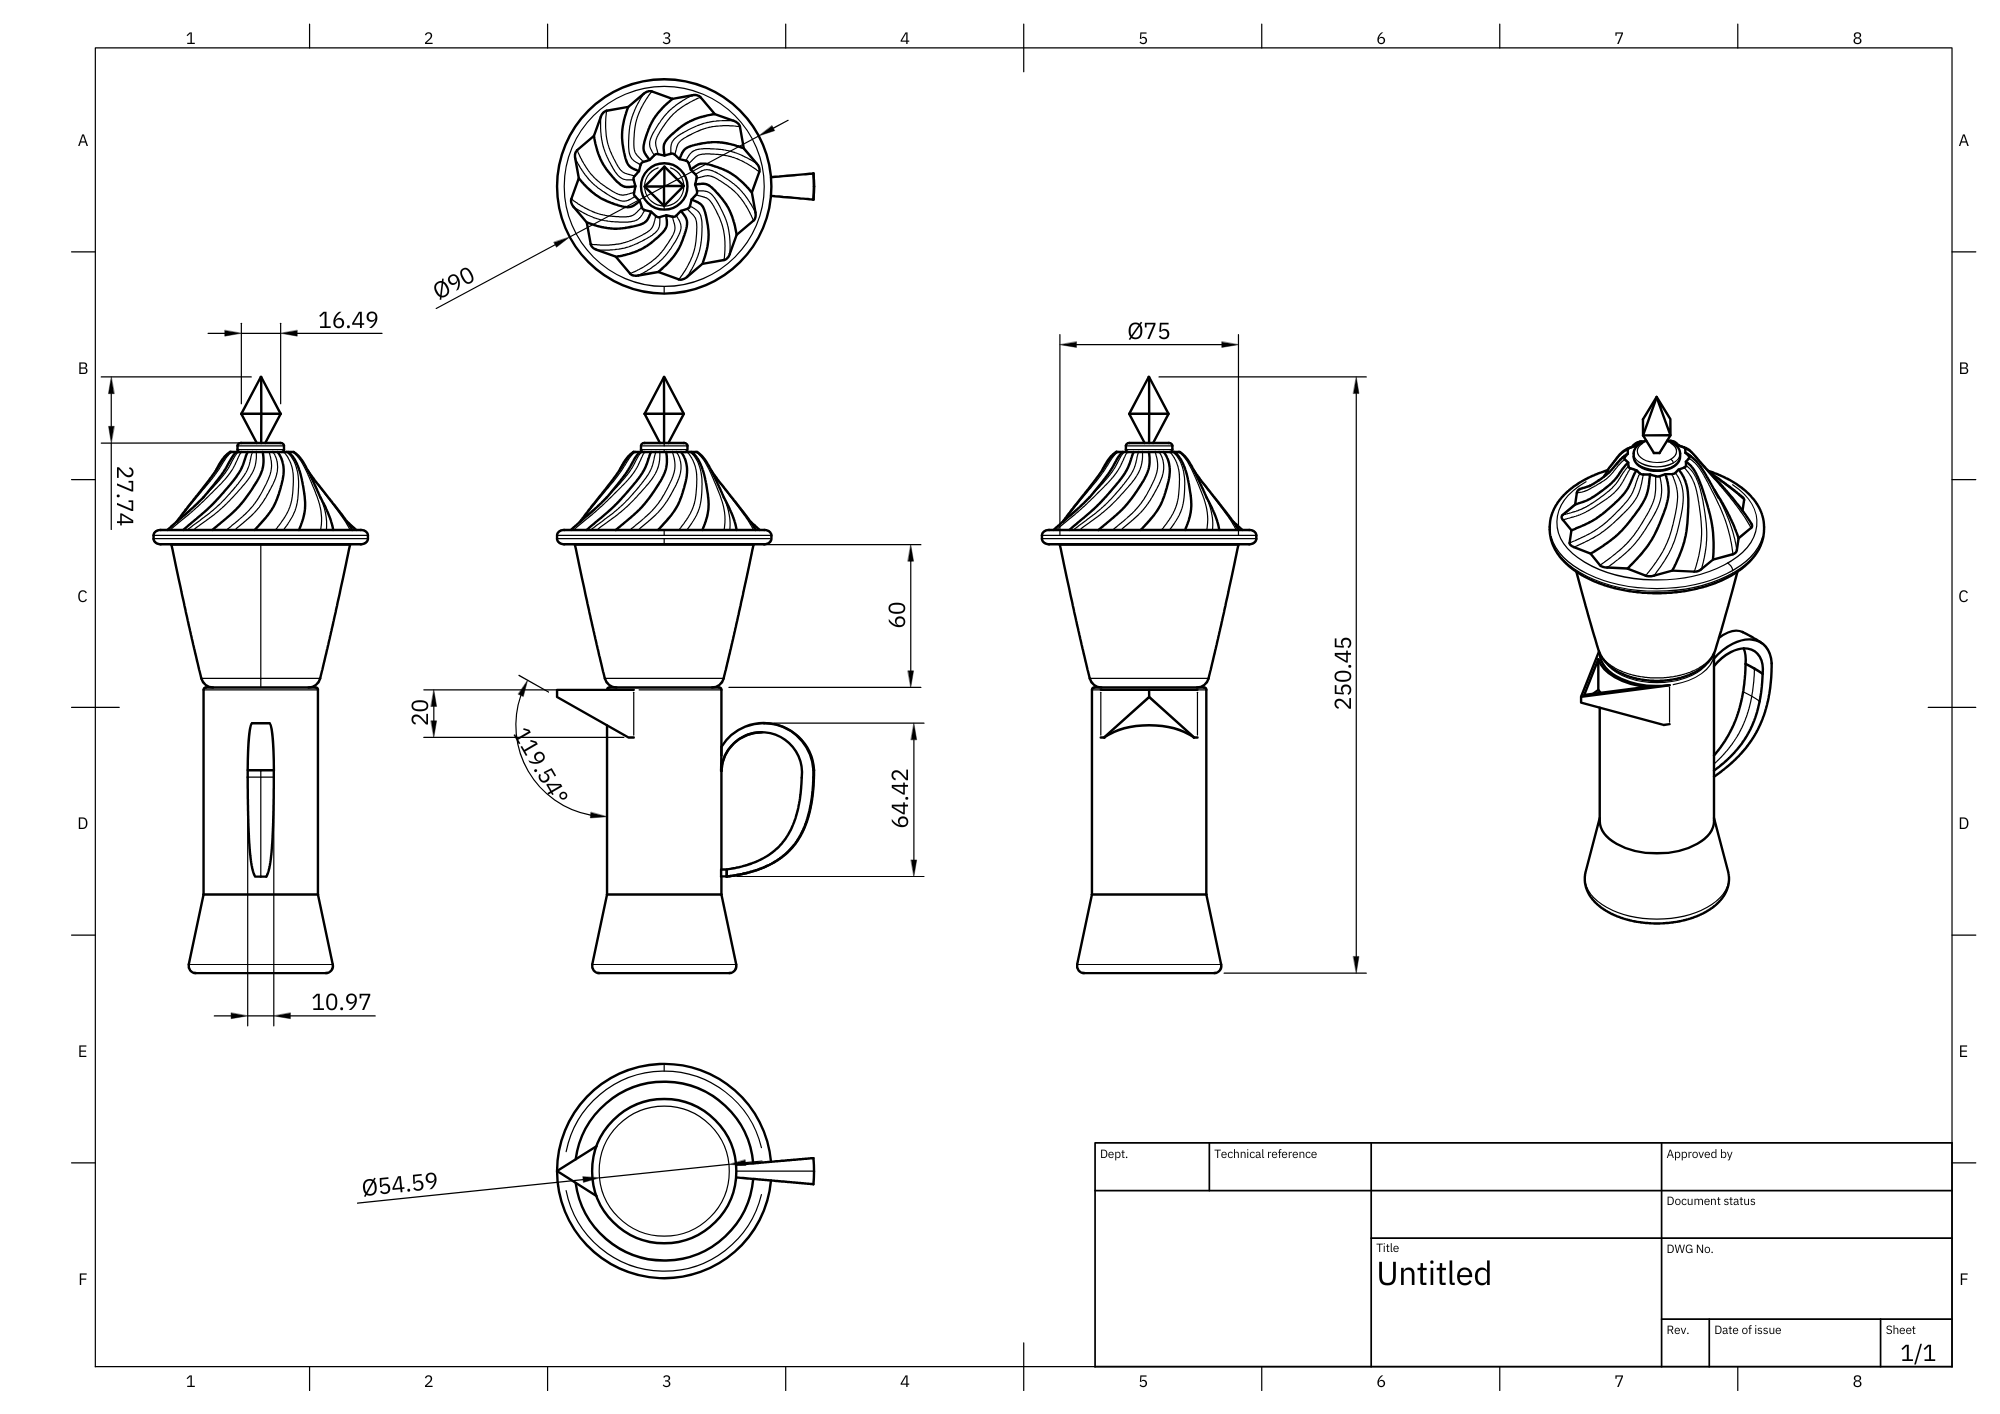 1 2 3 4 5 6 7 8
A A
Ø90
16.49
Ø75
B B
27.74
C C
60
250.45
20
119.54°
64.42
D D
10.97
E E
Ø54.59
Dept. Technical reference Approved by
Document status
Title DWG No.
Untitled
F F
Rev. Date of issue Sheet
1/1
1 2 3 4 5 6 7 8